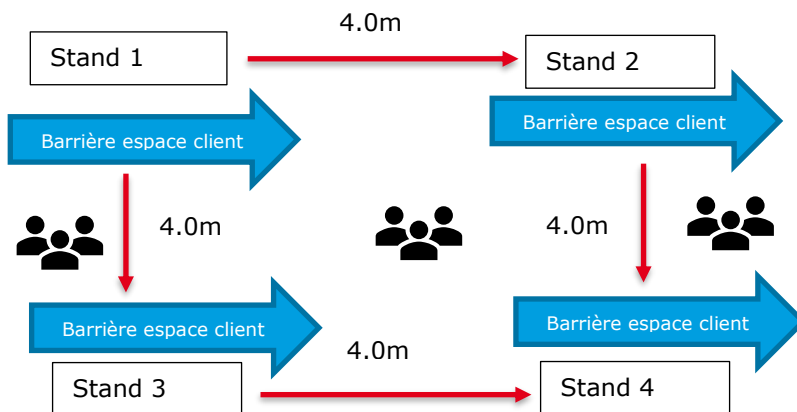 4.0m
Stand 1
Stand 2
Barrière espace client
Barrière espace client
4.0m
4.0m
Barrière espace client
Barrière espace client
4.0m
Stand 3
Stand 4